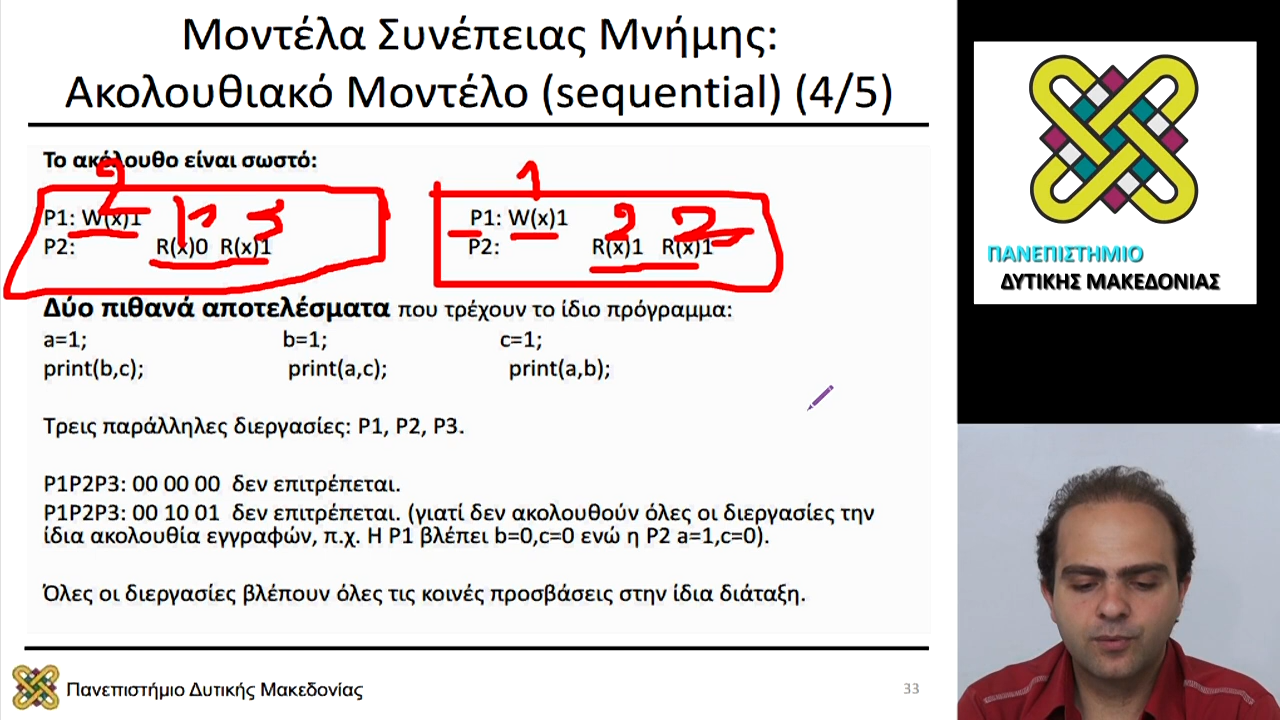 Μοντέλα Συνέπειας Μνήμης:
Ακολουθιακό Μοντέλο (sequential) (4/5)
Το ακόλουθο είναι σωστό:
2
1
P1: W(x)1
1 3
P1: W(x)1
2 2
P2: R(x)0 R(x)1
P2: R(x)1 R(x)1
Δύο πιθανά αποτελέσματα που τρέχουν το ίδιο πρόγραμμα:
a=1; b=1; c=1;
print(b,c); print(a,c); print(a,b);
Τρεις παράλληλες διεργασίες: P1, P2, P3.
P1P2P3: 00 00 00 δεν επιτρέπεται.
P1P2P3: 00 10 01 δεν επιτρέπεται. (γιατί δεν ακολουθούν όλες οι διεργασίες την
ίδια ακολουθία εγγραφών, π.χ. Η P1 βλέπει b=0,c=0 ενώ η P2 a=1,c=0).
Όλες οι διεργασίες βλέπουν όλες τις κοινές προσβάσεις στην ίδια διάταξη.
Πανεπιστήμιο Δυτικής Μακεδονίας
33
ΠΑΝΕΠΙΣΤΗΜΙΟ
ΔΥΤΙΚΗΣ ΜΑΚΕΔΟΝΙΑΣ